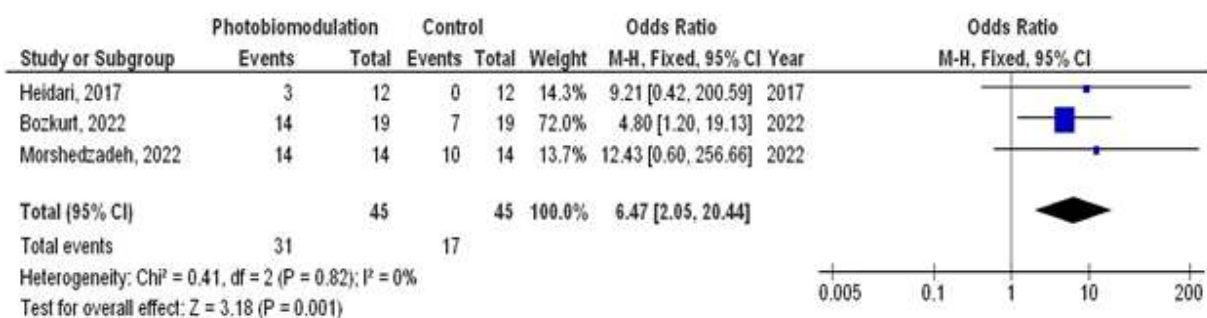 Photobiomodulation Control Odds Ratio Odds Ratio
Study or Subgroup Events Total Events Total Weight M-H, Fixed, 95% CI Year M-H, Fixed, 95% CI
Heidari, 2017 3 12 0 12 14.3% 9.21 [0.42, 200.59] 2017
Bozkurt, 2022 14 19 7 19 72.0% 4.80 [1.20, 19.13] 2022
Morshedzadeh, 2022 14 14 10 14 13.7% 12.43 [0.60, 256.66] 2022
Total (95% CI) 45 45 100.0% 6.47 [2.05, 20.44]
Total events 31 17
Heterogeneity: Chi² = 0.41, df = 2 (P = 0.82); I² = 0%
Test for overall effect: Z = 3.18 (P = 0.001)
0.005 0.1 1 10 200